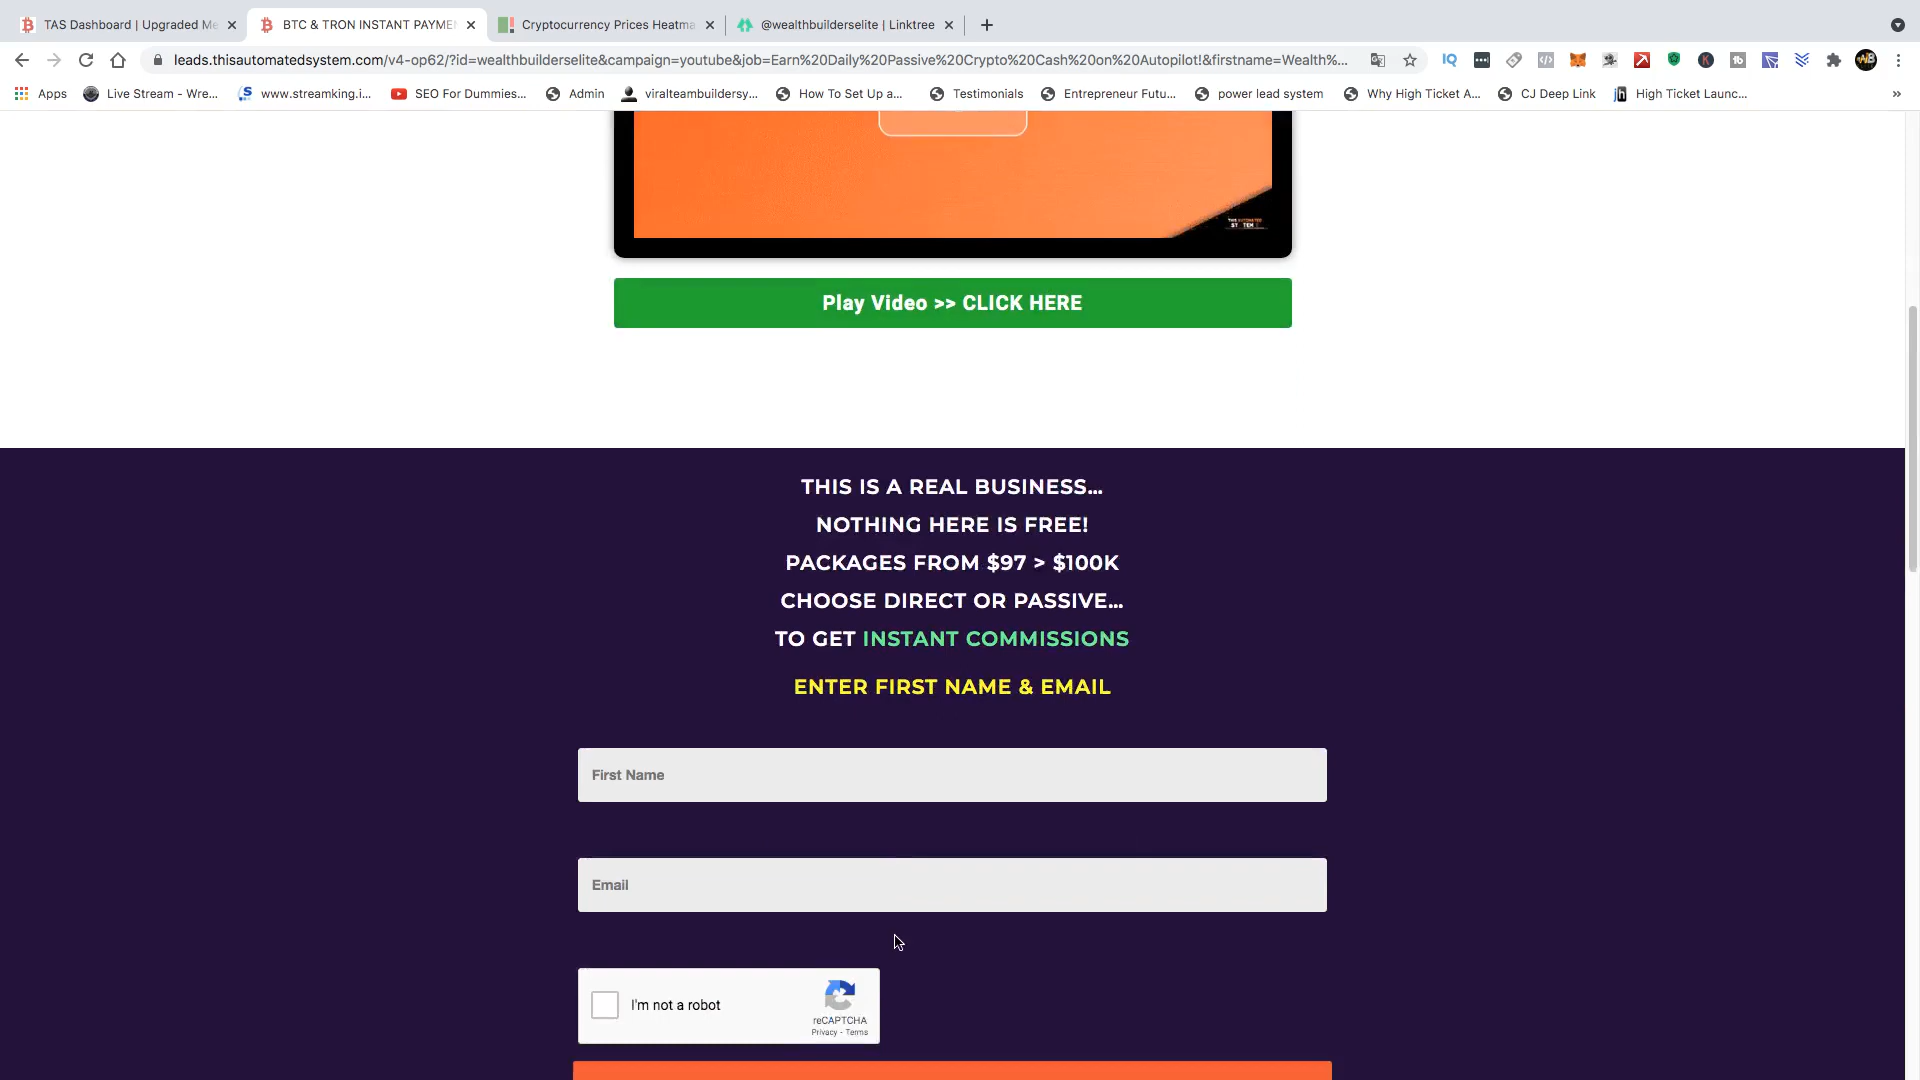 TAS Dashboard | Upgraded Me
BTC & TRON INSTANT PAYMEN
Cryptocurrency Prices Heatma
@wealthbuilderselite | Linktree
leads.thisautomatedsystem.com/v4-op62/?id=wealthbuilderselite&campaign=youtube&job=Earn%20Daily%20Passive%20Crypto%20Cash%20on%20Autopilot!&firstname=Wealth%...
Apps
Live Stream - Wre...
www.streamking.i...
SEO For Dummies...
Admin
viralteambuildersy...
How To Set Up a...
Testimonials
Entrepreneur Futu...
power lead system
Why High Ticket A...
CJ Deep Link
High Ticket Launc...
THIS AUTOMATED
Play Video >> CLICK HERE
THIS IS A REAL BUSINESS...
NOTHING HERE IS FREE!
PACKAGES FROM $97 > $100K
CHOOSE DIRECT OR PASSIVE...
TO GET INSTANT COMMISSIONS
ENTER FIRST NAME & EMAIL
First Name
Email
I'm not a robot
reCAPTCHA
Privacy - Terms